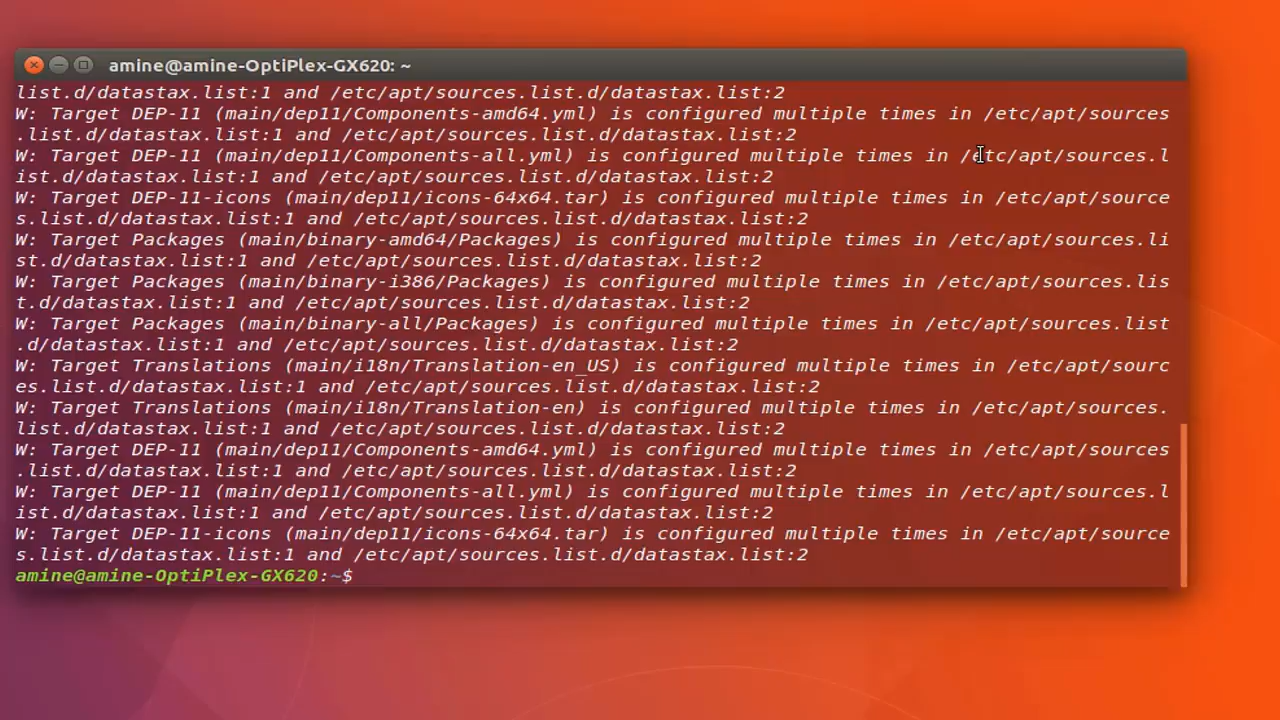 amine@amine-OptiPlex-GX620: ~
list.d/datastax.list:1 and /etc/apt/sources.list.d/datastax.list:2
W: Target DEP-11 (main/dep11/Components-amd64.yml) is configured multiple times in /etc/apt/sources
.list.d/datastax.list:1 and /etc/apt/sources.list.d/datastax.list:2
W: Target DEP-11 (main/dep11/Components-all.yml) is configured multiple times in /etc/apt/sources.l
ist.d/datastax.list:1 and /etc/apt/sources.list.d/datastax.list:2
W: Target DEP-11-icons (main/dep11/icons-64x64.tar) is configured multiple times in /etc/apt/source
s.list.d/datastax.list:1 and /etc/apt/sources.list.d/datastax.list:2
W: Target Packages (main/binary-amd64/Packages) is configured multiple times in /etc/apt/sources.li
st.d/datastax.list:1 and /etc/apt/sources.list.d/datastax.list:2
W: Target Packages (main/binary-i386/Packages) is configured multiple times in /etc/apt/sources.lis
t.d/datastax.list:1 and /etc/apt/sources.list.d/datastax.list:2
W: Target Packages (main/binary-all/Packages) is configured multiple times in /etc/apt/sources.list
.d/datastax.list:1 and /etc/apt/sources.list.d/datastax.list:2
W: Target Translations (main/i18n/Translation-en_US) is configured multiple times in /etc/apt/sourc
es.list.d/datastax.list:1 and /etc/apt/sources.list.d/datastax.list:2
W: Target Translations (main/i18n/Translation-en) is configured multiple times in /etc/apt/sources.
list.d/datastax.list:1 and /etc/apt/sources.list.d/datastax.list:2
W: Target DEP-11 (main/dep11/Components-amd64.yml) is configured multiple times in /etc/apt/sources
.list.d/datastax.list:1 and /etc/apt/sources.list.d/datastax.list:2
W: Target DEP-11 (main/dep11/Components-all.yml) is configured multiple times in /etc/apt/sources.l
ist.d/datastax.list:1 and /etc/apt/sources.list.d/datastax.list:2
W: Target DEP-11-icons (main/dep11/icons-64x64.tar) is configured multiple times in /etc/apt/source
s.list.d/datastax.list:1 and /etc/apt/sources.list.d/datastax.list:2
amine@amine-OptiPlex-GX620:~$